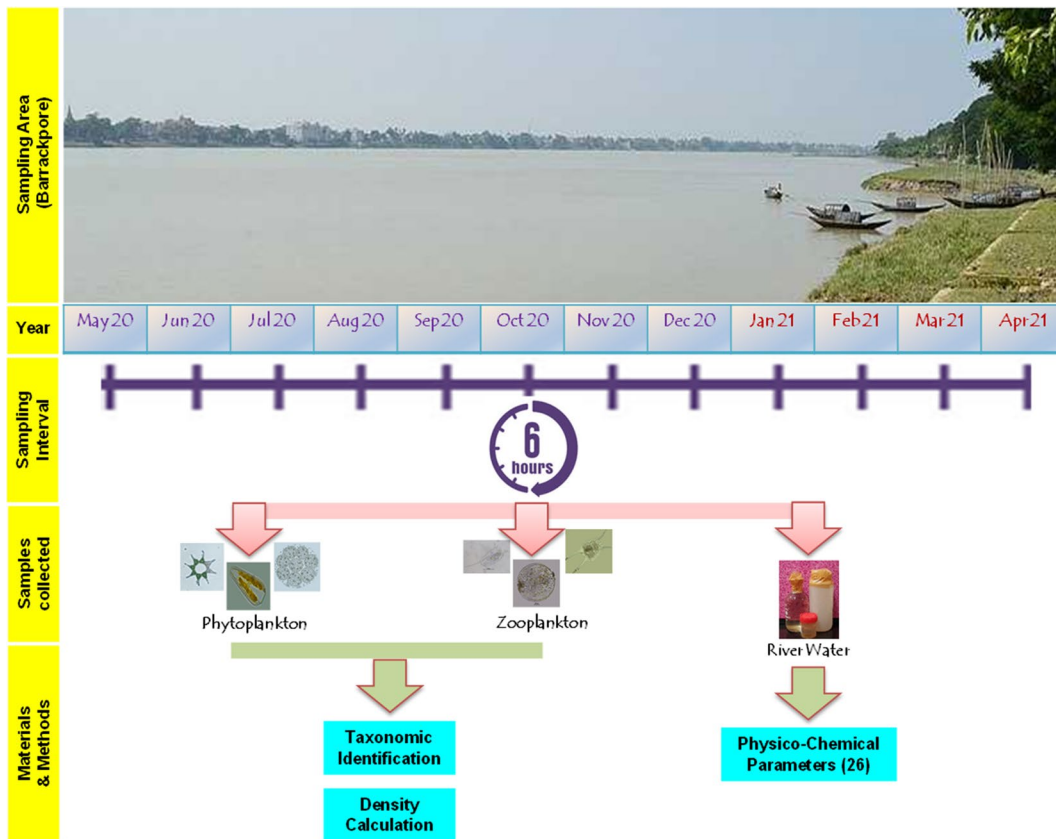 Sampling Area
(Barrackpore)
Year
May 20
Jun 20
Jul 20
Aug 20
Sep 20
Oct 20
Nov 20
Dec 20
Jan 21
Feb 21
Mar 21
Apr 21
Sampling
Interval
6
hours
Samples
collected
Phytoplankton
Zooplankton
River Water
Materials
& Methods
Taxonomic
Identification
Physico-Chemical
Parameters (26)
Density
Calculation